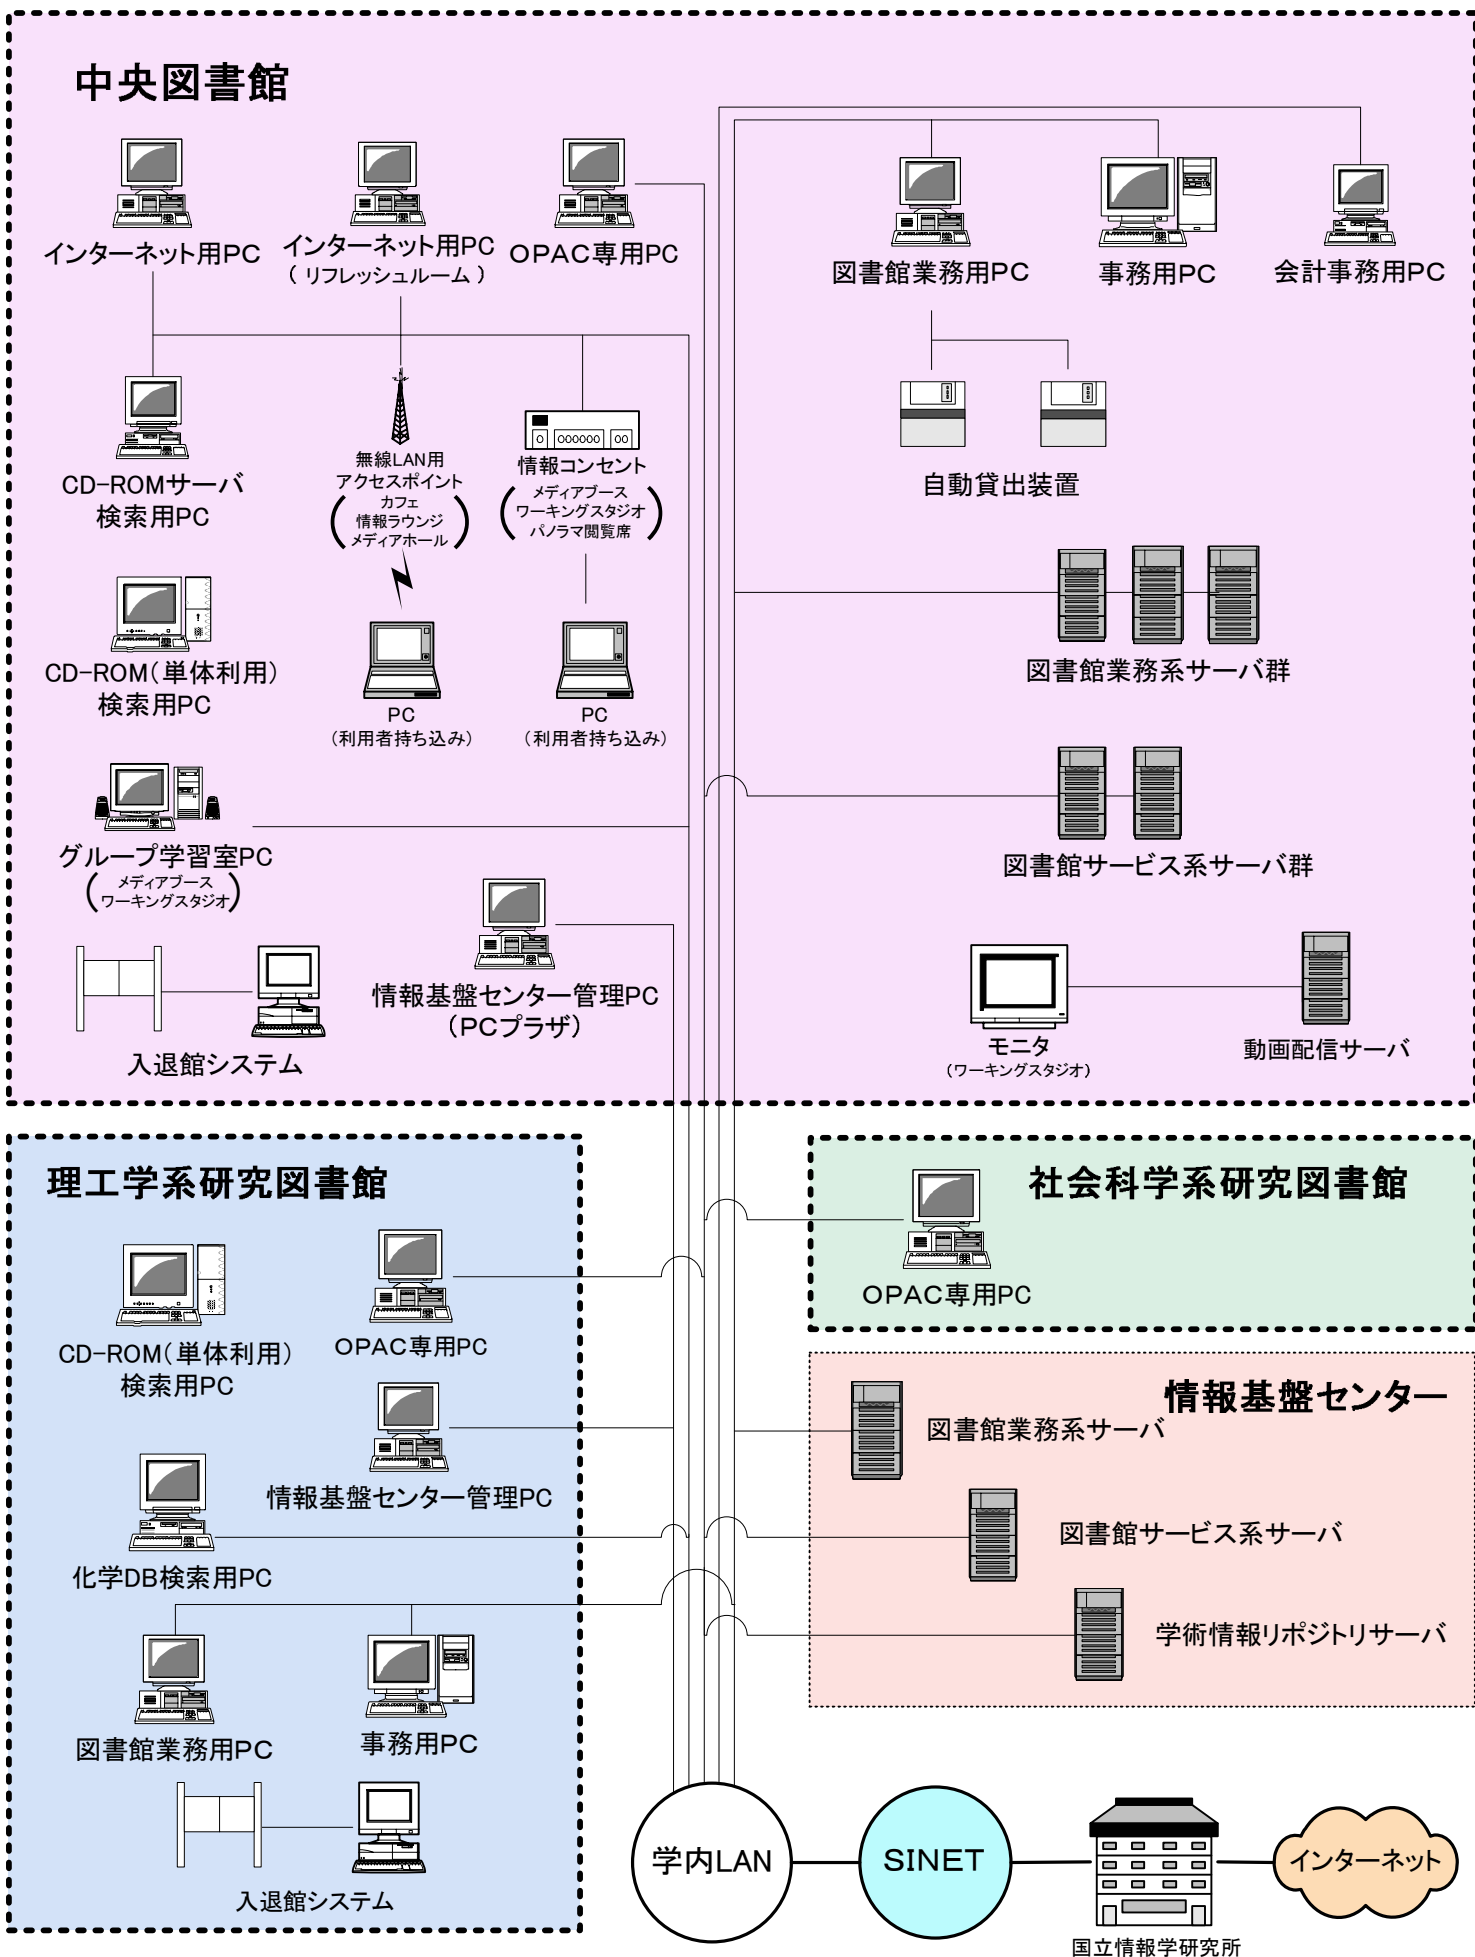 中央図書館
インターネット用PC
インターネット用PC
( リフレッシュルーム )
OPAC専用PC
図書館業務用PC
事務用PC
会計事務用PC
CD-ROMサーバ
検索用PC
無線LAN用
アクセスポイント
カフェ
情報ラウンジ
メディアホール
情報コンセント
メディアブース
ワーキングスタジオ
パノラマ閲覧席
自動貸出装置
CD-ROM(単体利用)
検索用PC
PC
(利用者持ち込み)
PC
(利用者持ち込み)
図書館業務系サーバ群
グループ学習室PC
メディアブース
ワーキングスタジオ
図書館サービス系サーバ群
情報基盤センター管理PC
(PCプラザ)
入退館システム
モニタ
(ワーキングスタジオ)
動画配信サーバ
理工学系研究図書館
CD-ROM(単体利用)
検索用PC
OPAC専用PC
情報基盤センター管理PC
化学DB検索用PC
図書館業務用PC
事務用PC
入退館システム
社会科学系研究図書館
OPAC専用PC
情報基盤センター
図書館業務系サーバ
図書館サービス系サーバ
学術情報リポジトリサーバ
学内LAN
SINET
国立情報学研究所
インターネット